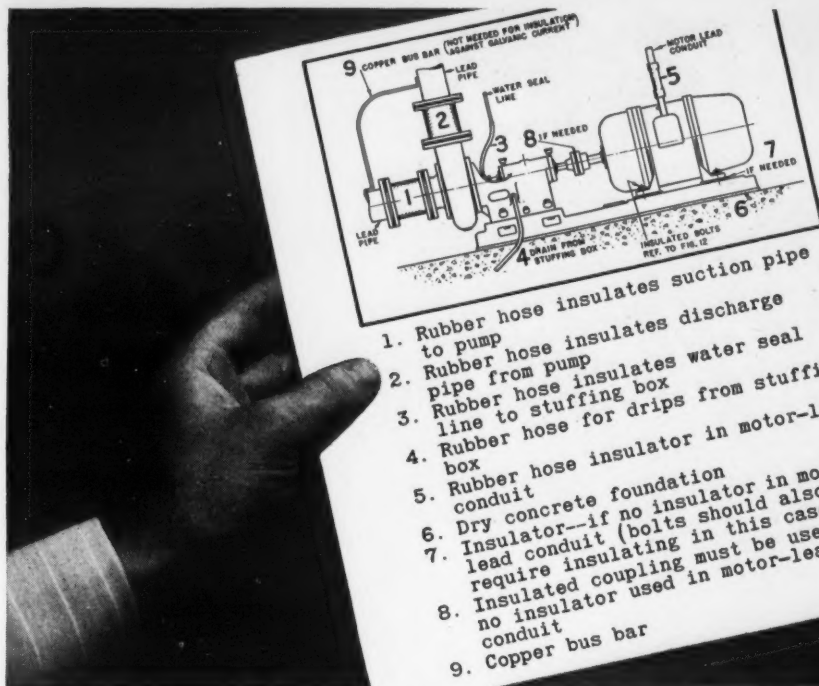 9 COPPER BUS BAR (NOT NEEDED FOR INSULATION
AGAINST GALVANIC CURRENT)
LEAD
PIPE
WATER SEAL
LINE
MOTOR LEAD
CONDUIT
5
2
3
8 IF NEEDED
7
IF NEEDED
1
LEAD
PIPE
6
4 DRAIN FROM
STUFFING BOX
INSULATED BOLTS
REF. TO FIG. 12
1. Rubber hose insulates suction pipe
to pump
2. Rubber hose insulates discharge
pipe from pump
3. Rubber hose insulates water seal
line to stuffing box
4. Rubber hose for drips from stuffi
box
5. Rubber hose insulator in motor-l
conduit
6. Dry concrete foundation
7. Insulator--if no insulator in mo
lead conduit (bolts should also
require insulating in this cas
8. Insulated coupling must be use
no insulator used in motor-lea
conduit
9. Copper bus bar